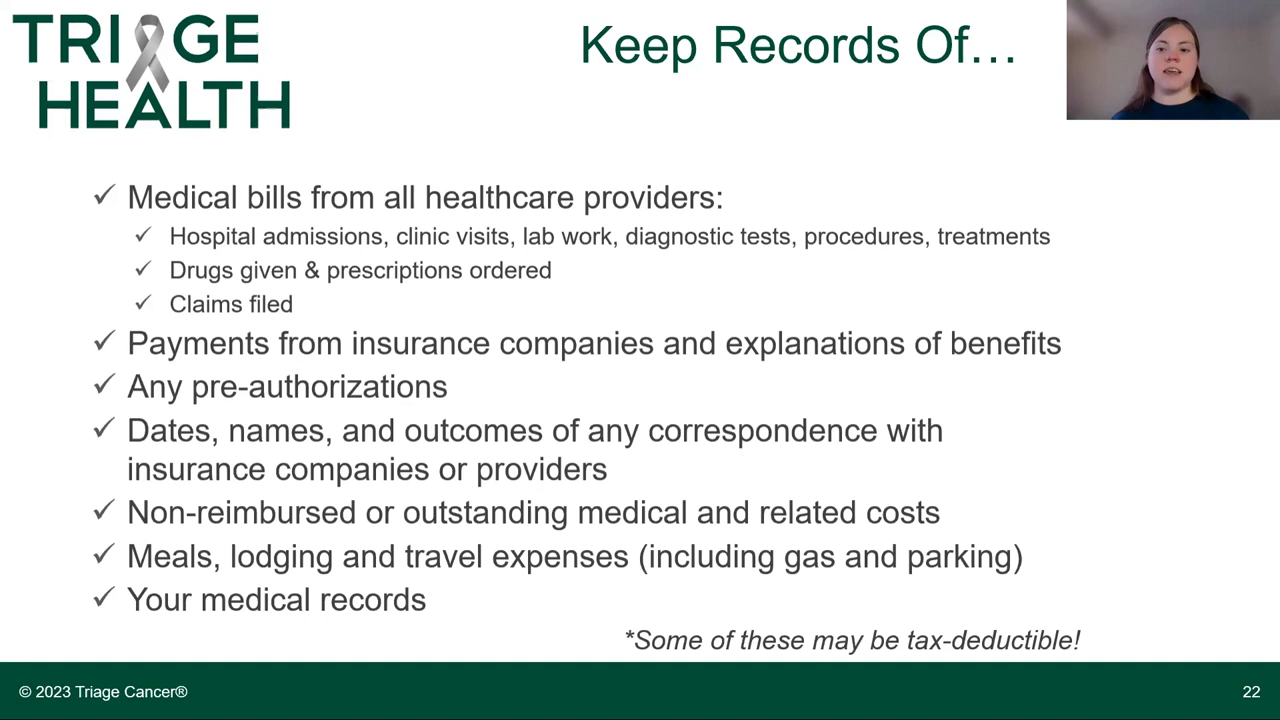 TRIAGE
HEALTH
Keep Records Of…
✓ Medical bills from all healthcare providers:
✓ Hospital admissions, clinic visits, lab work, diagnostic tests, procedures, treatments
✓ Drugs given & prescriptions ordered
✓ Claims filed
✓ Payments from insurance companies and explanations of benefits
✓ Any pre-authorizations
✓ Dates, names, and outcomes of any correspondence with
insurance companies or providers
✓ Non-reimbursed or outstanding medical and related costs
✓ Meals, lodging and travel expenses (including gas and parking)
✓ Your medical records
*Some of these may be tax-deductible!
© 2023 Triage Cancer®
22